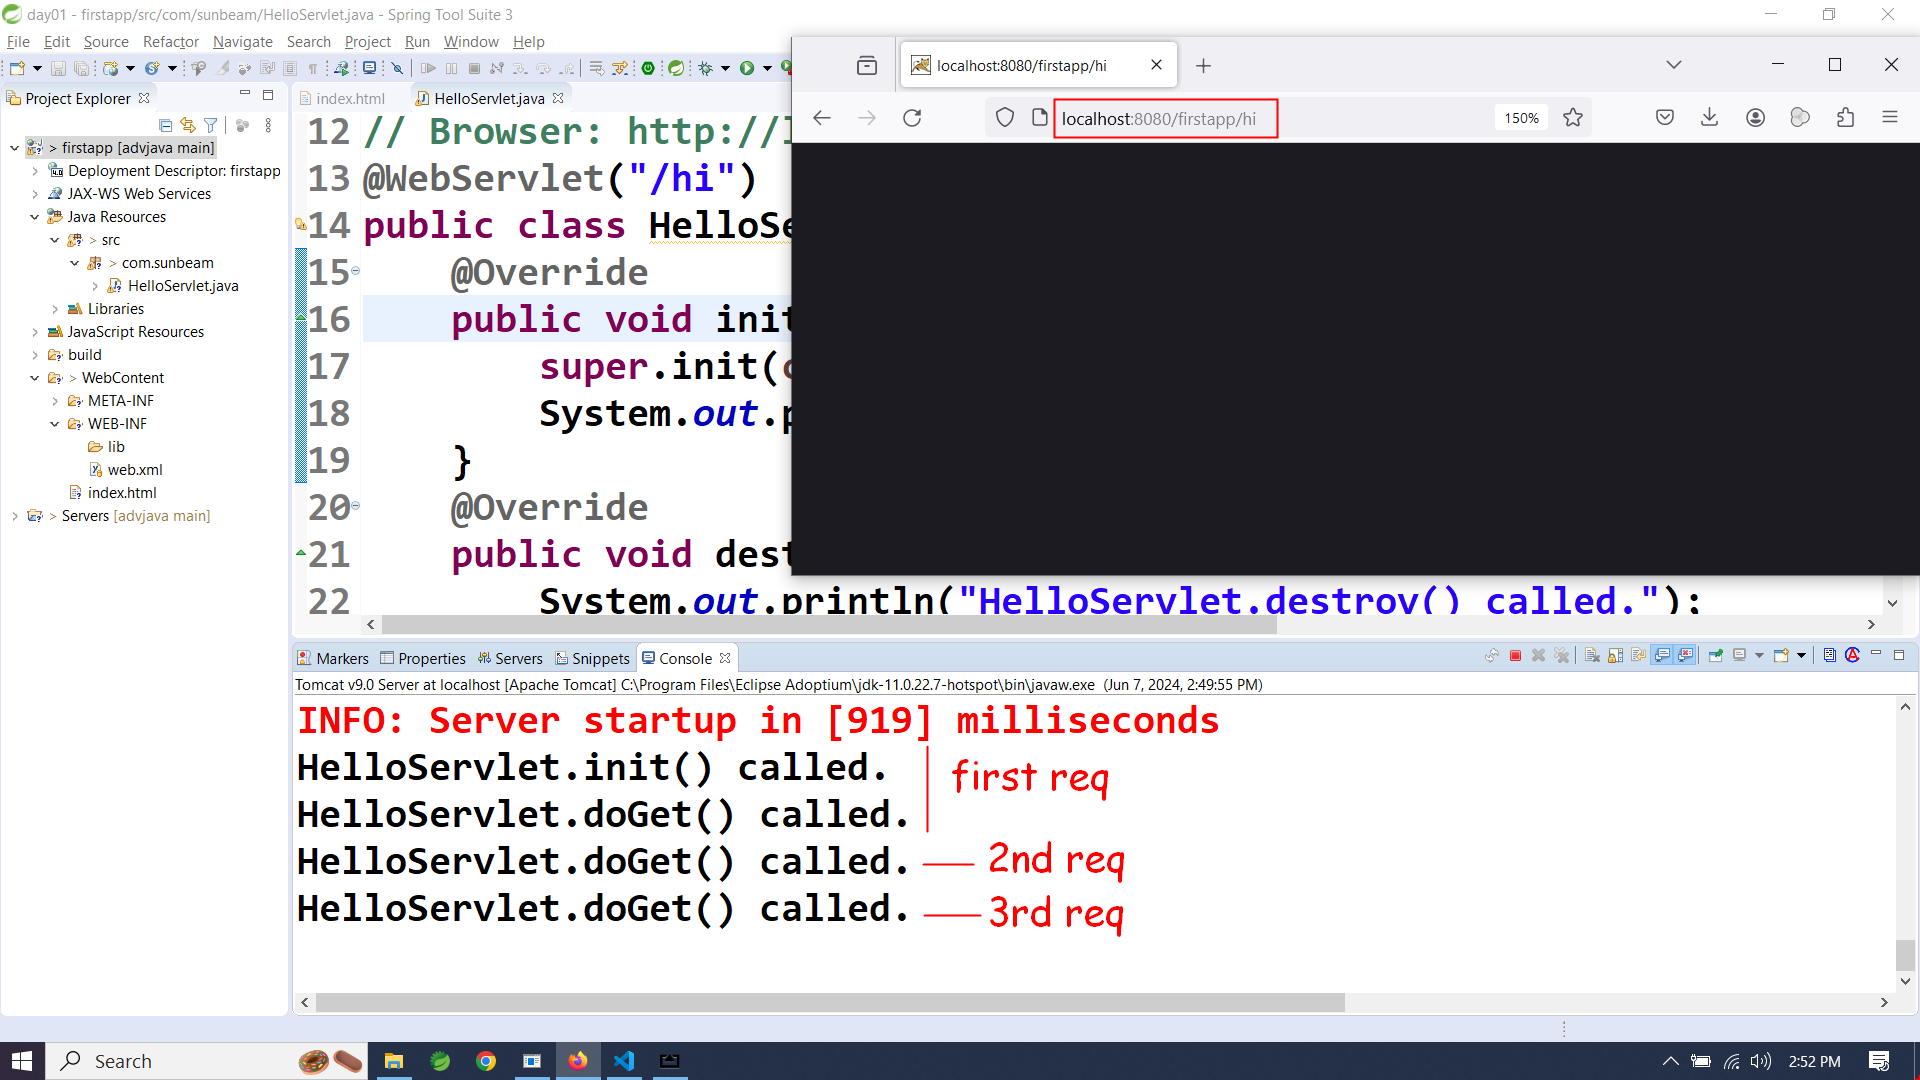 day01 - firstapp/src/com/sunbeam/HelloServlet.java - Spring Tool Suite 3
File Edit Source Refactor Navigate Search Project Run Window Help
Project Explorer
> firstapp [advjava main]
Deployment Descriptor: firstapp
JAX-WS Web Services
Java Resources
> src
> com.sunbeam
HelloServlet.java
Libraries
JavaScript Resources
build
> WebContent
META-INF
WEB-INF
lib
web.xml
index.html
> Servers [advjava main]
index.html HelloServlet.java
12 // Browser: http://
13 @WebServlet("/hi")
14 public class HelloSe
15 @Override
16 public void init
17 super.init(
18 System.out.p
19 }
20 @Override
21 public void dest
22 System.out.println("HelloServlet.destroy() called.");
localhost:8080/firstapp/hi
localhost:8080/firstapp/hi
150%
Markers Properties Servers Snippets Console
Tomcat v9.0 Server at localhost [Apache Tomcat] C:\Program Files\Eclipse Adoptium\jdk-11.0.22.7-hotspot\bin\javaw.exe (Jun 7, 2024, 2:49:55 PM)
INFO: Server startup in [919] milliseconds
HelloServlet.init() called.
first req
HelloServlet.doGet() called.
HelloServlet.doGet() called. 2nd req
HelloServlet.doGet() called. 3rd req
Search
2:52 PM